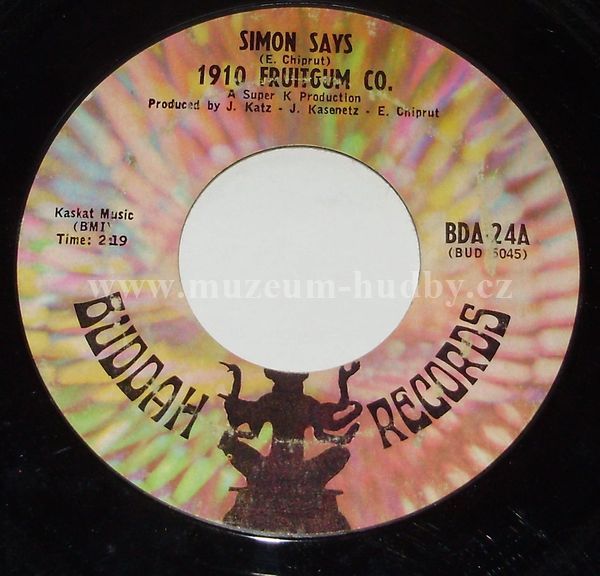 SIMON SAYS
(E. Chiprut)
1910 FRUITGUM CO.
A Super K Production
Produced by J. Katz - J. Kasenetz - E. Chiprut
Kaskat Music
(BMI)
Time: 2:19
BDA 24A
(BUD 5045)
www.muzeum-hudby.cz
BUDDAH RECORDS